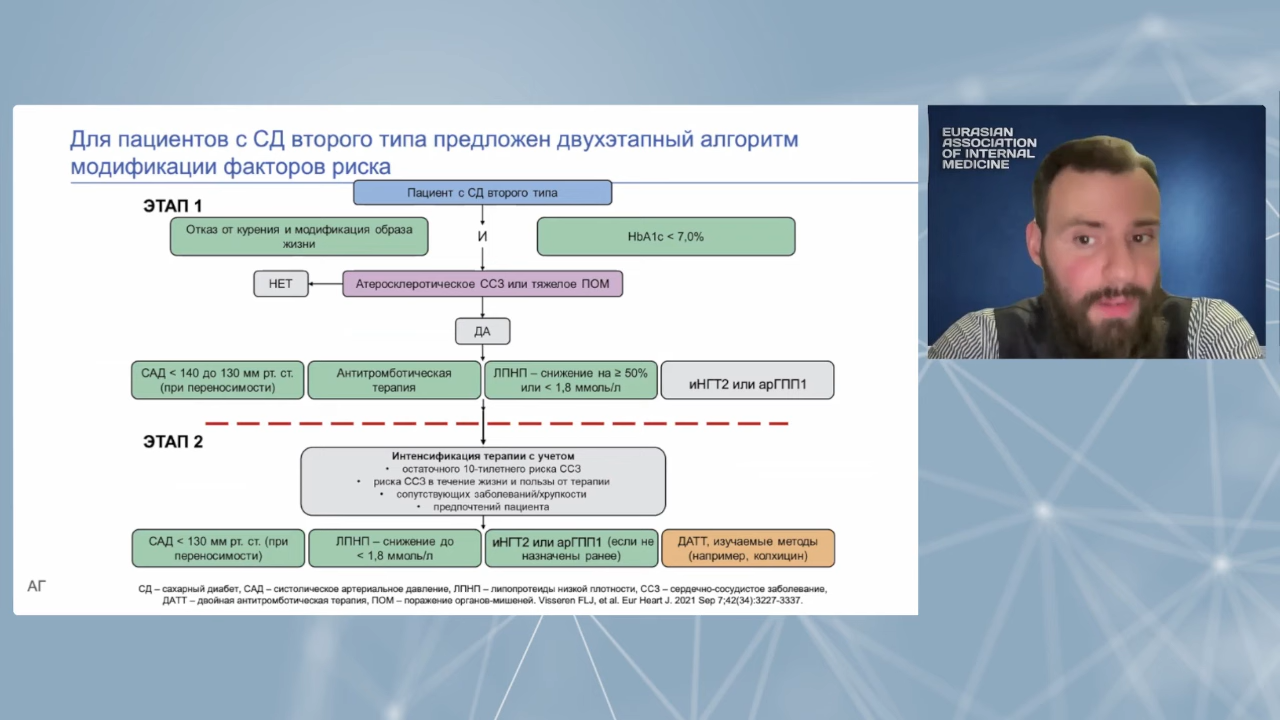 Для пациентов с СД второго типа предложен двухэтапный алгоритм
модификации факторов риска
Пациент с СД второго типа
ЭТАП 1
Отказ от курения и модификация образа
жизни
И
HbA1c < 7,0%
НЕТ
Атеросклеротическое ССЗ или тяжелое ПОМ
ДА
САД < 140 до 130 мм рт. ст.
(при переносимости)
Антитромботическая
терапия
ЛПНП – снижение на ≥ 50%
или < 1,8 ммоль/л
иНГТ2 или арГПП1
ЭТАП 2
Интенсификация терапии с учетом
• остаточного 10-тилетнего риска ССЗ
• риска ССЗ в течение жизни и пользы от терапии
• сопутствующих заболеваний/хрупкости
• предпочтений пациента
САД < 130 мм рт. ст. (при
переносимости)
ЛПНП – снижение до
< 1,8 ммоль/л
иНГТ2 или арГПП1 (если не
назначены ранее)
ДАТТ, изучаемые методы
(например, колхицин)
АГ
СД – сахарный диабет, САД – систолическое артериальное давление, ЛПНП – липопротеиды низкой плотности, ССЗ – сердечно-сосудистое заболевание,
ДАТТ – двойная антитромботическая терапия, ПОМ – поражение органов-мишеней. Visseren FLJ, et al. Eur Heart J. 2021 Sep 7;42(34):3227-3337.
EURASIAN
ASSOCIATION
OF INTERNAL
MEDICINE